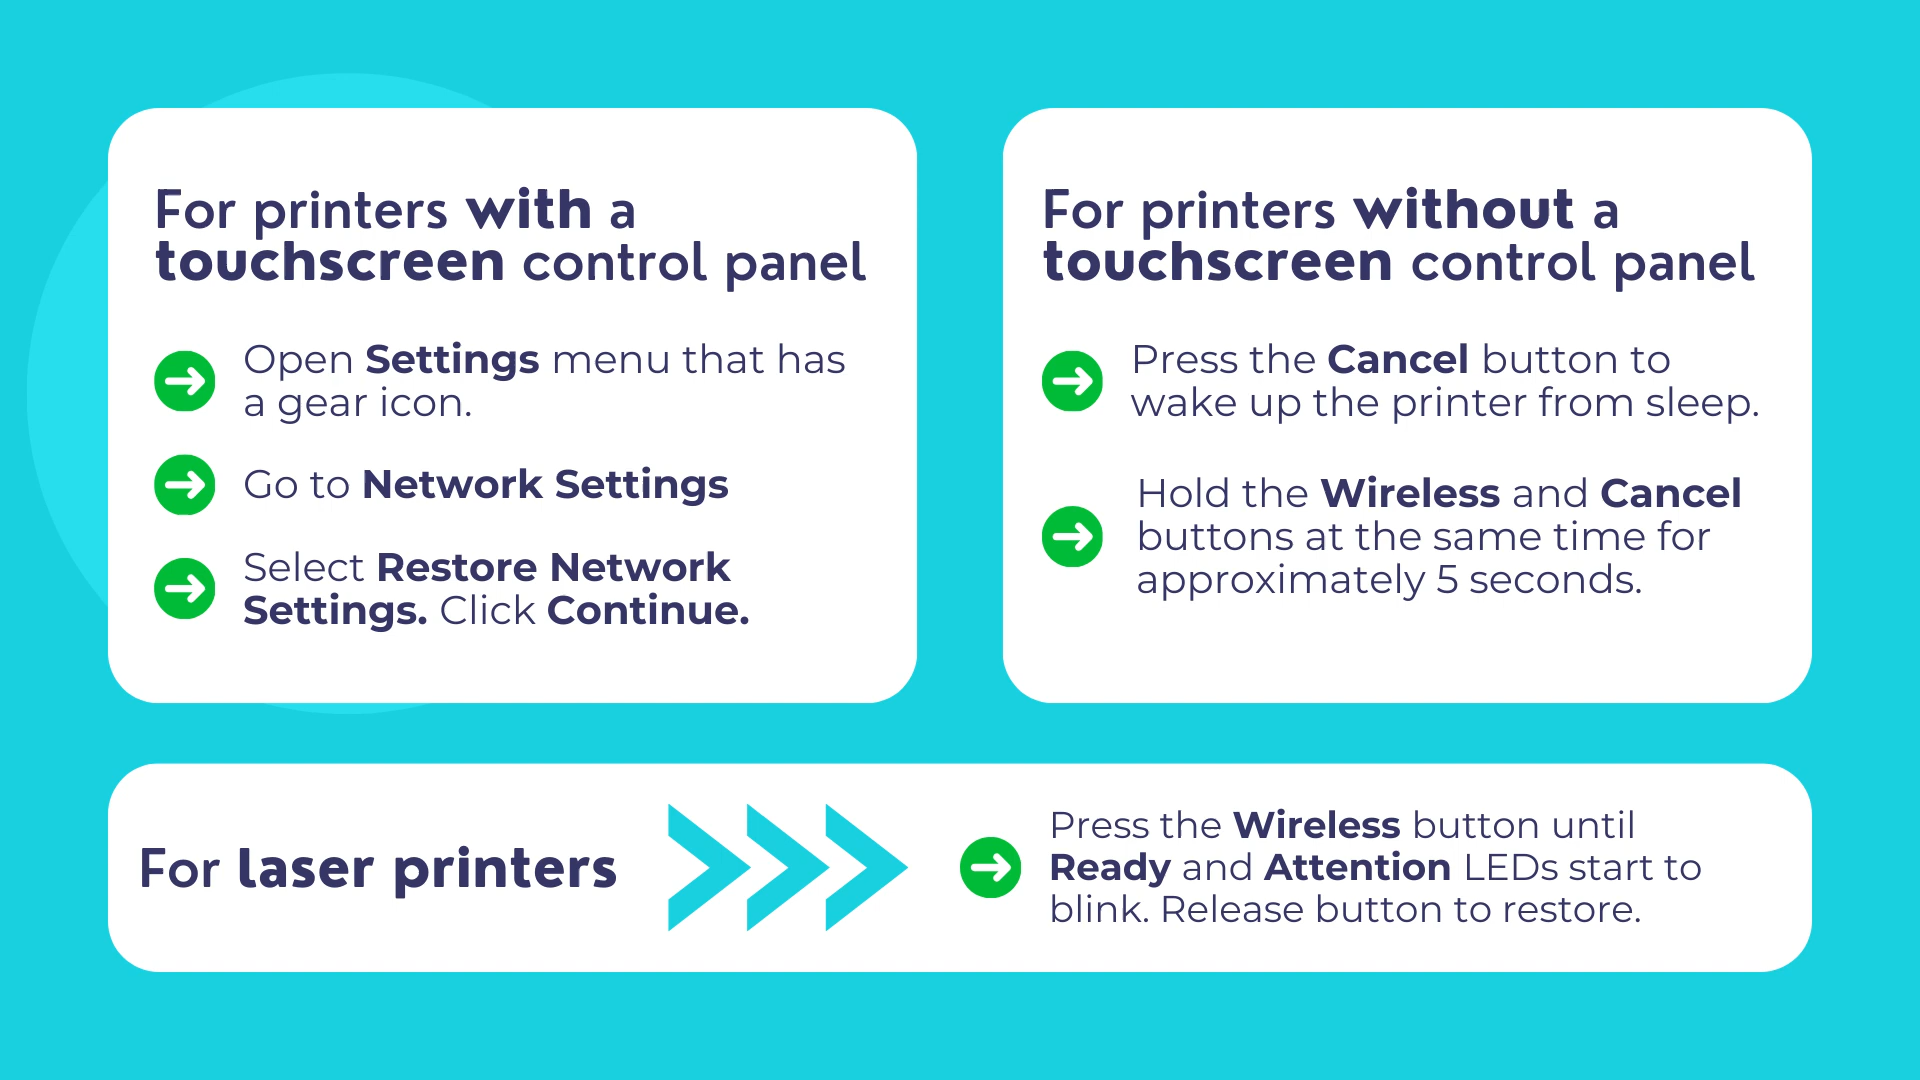 For printers with a
touchscreen control panel
Open Settings menu that has
a gear icon.
Go to Network Settings
Select Restore Network
Settings. Click Continue.
For printers without a
touchscreen control panel
Press the Cancel button to
wake up the printer from sleep.
Hold the Wireless and Cancel
buttons at the same time for
approximately 5 seconds.
For laser printers
Press the Wireless button until
Ready and Attention LEDs start to
blink. Release button to restore.